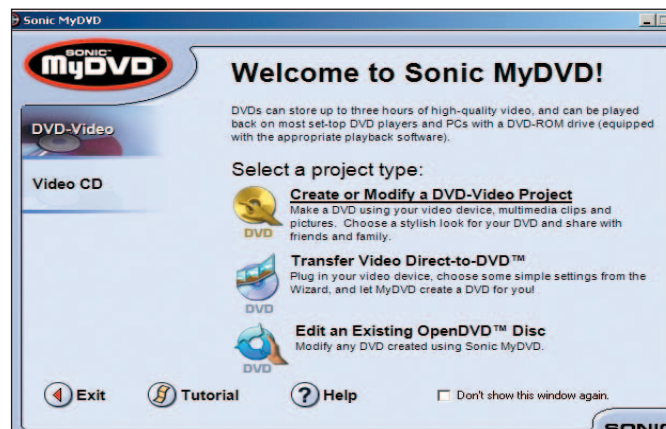 Sonic MyDVD
SONIC™
MyDVD
Welcome to Sonic MyDVD!
DVDs can store up to three hours of high-quality video, and can be played
back on most set-top DVD players and PCs with a DVD-ROM drive (equipped
with the appropriate playback software).
DVD-Video
Video CD
Select a project type:
Create or Modify a DVD-Video Project
Make a DVD using your video device, multimedia clips and
pictures. Choose a stylish look for your DVD and share with
friends and family.
DVD
Transfer Video Direct-to-DVD™
Plug in your video device, choose some simple settings from the
Wizard, and let MyDVD create a DVD for you!
DVD
Edit an Existing OpenDVD™ Disc
Modify any DVD created using Sonic MyDVD.
DVD
Exit
Tutorial
? Help
Don't show this window again.
SONIC